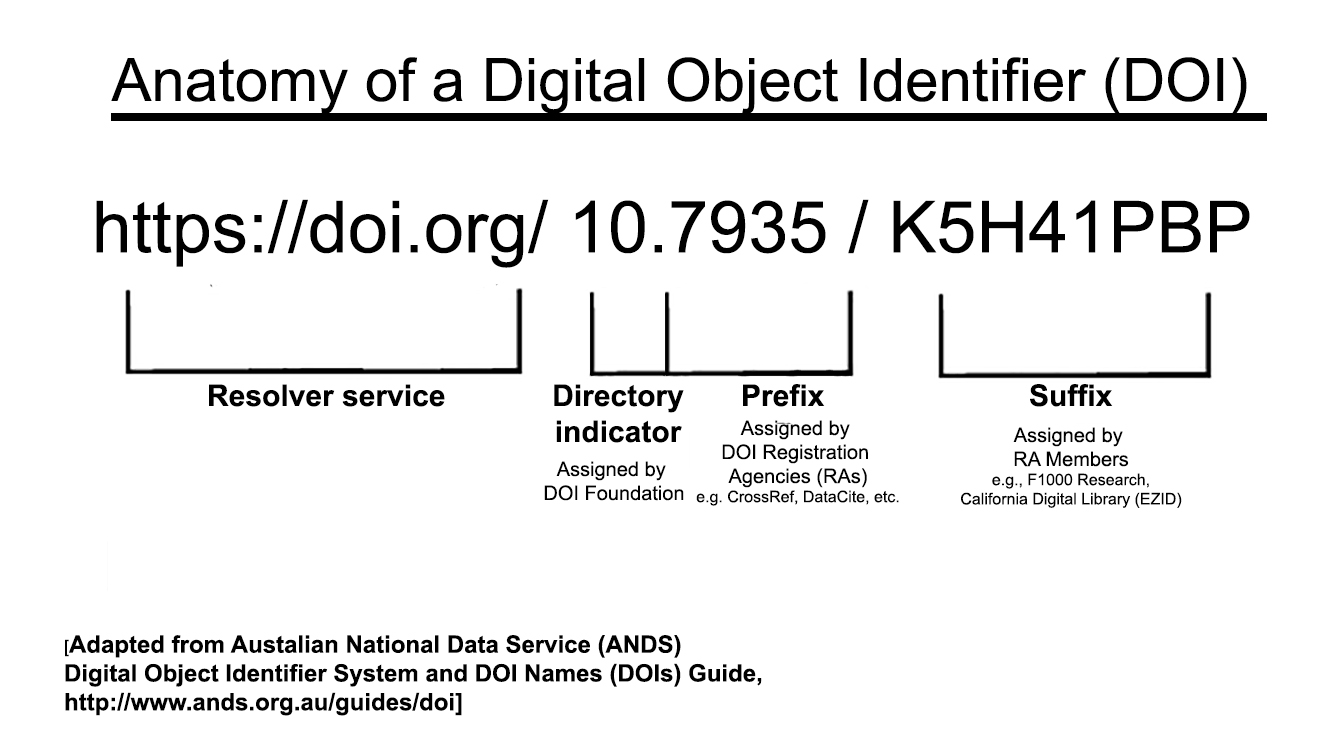 Anatomy of a Digital Object Identifier (DOI)
https://doi.org/ 10.7935 / K5H41PBP
Resolver service
Directory
indicator
Assigned by
DOI Foundation
Prefix
Assigned by
DOI Registration
Agencies (RAs)
e.g. CrossRef, DataCite, etc.
Suffix
Assigned by
RA Members
e.g., F1000 Research,
California Digital Library (EZID)
[Adapted from Austalian National Data Service (ANDS)
Digital Object Identifier System and DOI Names (DOIs) Guide,
http://www.ands.org.au/guides/doi]